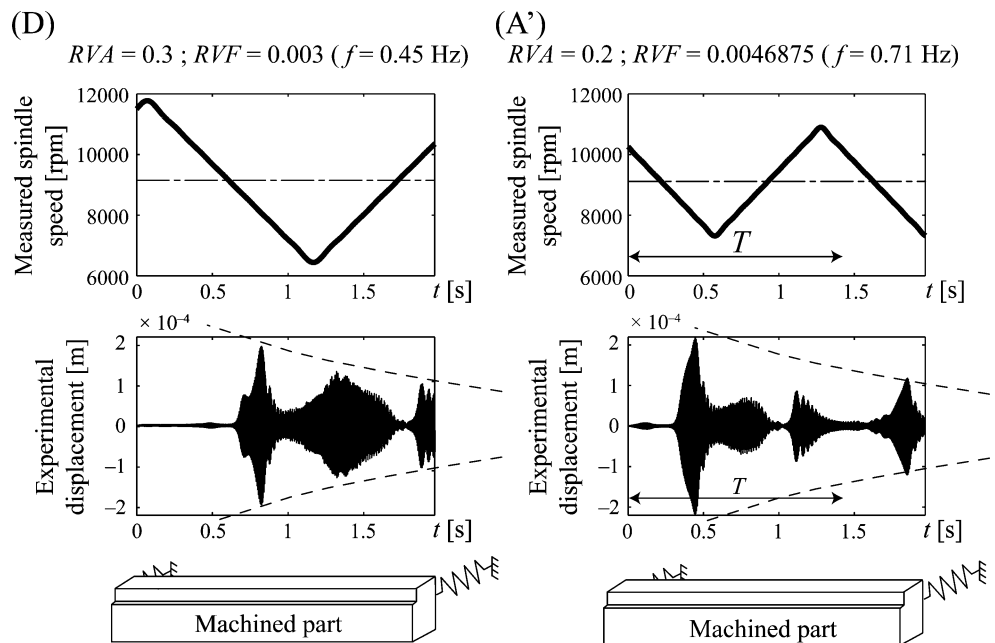 (D)
RVA = 0.3 ; RVF = 0.003 ( f = 0.45 Hz)
Measured spindle
speed [rpm]
12000
10000
8000
6000
0
0.5
1
1.5
t [s]
Experimental
displacement [m]
× 10–4
2
1
0
–1
–2
0
0.5
1
1.5
t [s]
Machined part
(A’)
RVA = 0.2 ; RVF = 0.0046875 ( f = 0.71 Hz)
Measured spindle
speed [rpm]
12000
10000
8000
6000
T
0
0.5
1
1.5
t [s]
Experimental
displacement [m]
× 10–4
2
1
0
–1
–2
T
0
0.5
1
1.5
t [s]
Machined part